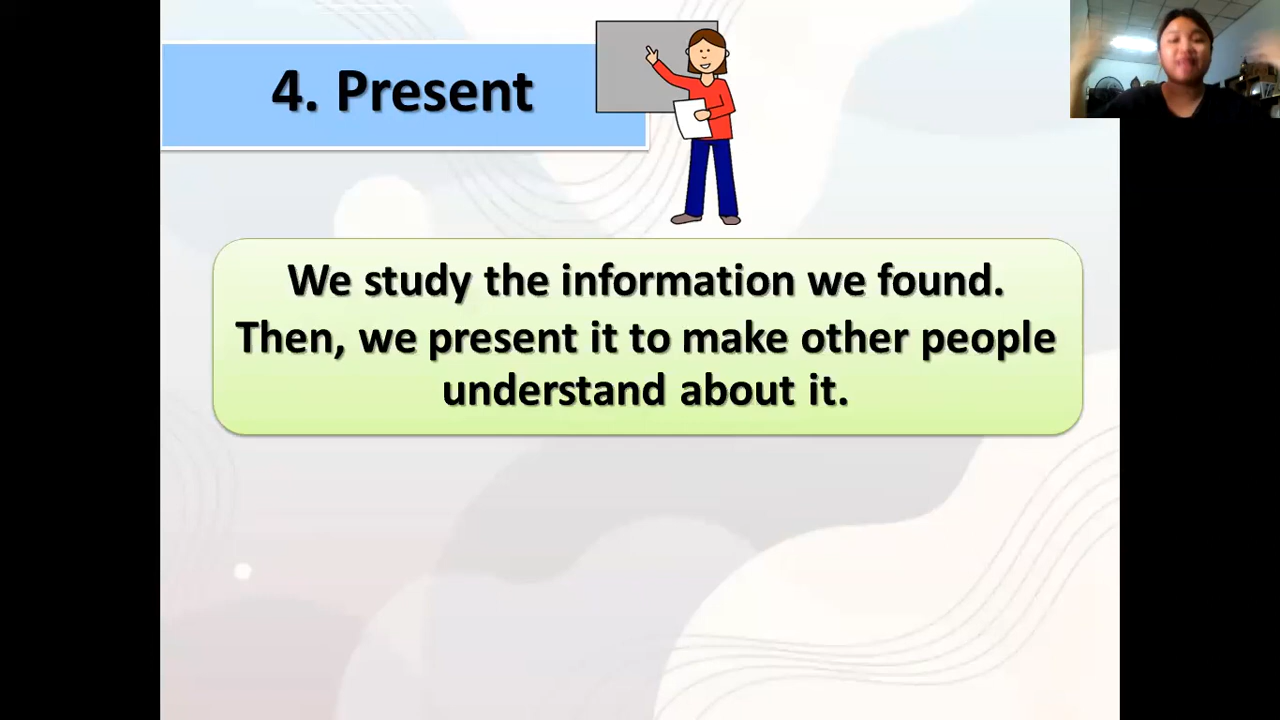 4. Present
We study the information we found.
Then, we present it to make other people
understand about it.